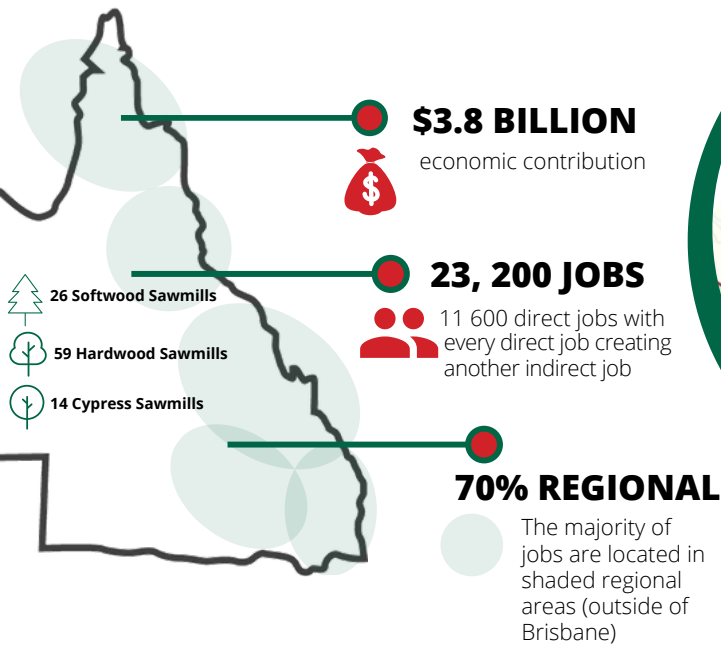 $3.8 BILLION
economic contribution
$
23, 200 JOBS
11 600 direct jobs with
every direct job creating
another indirect job
26 Softwood Sawmills
59 Hardwood Sawmills
14 Cypress Sawmills
70% REGIONAL
The majority of
jobs are located in
shaded regional
areas (outside of
Brisbane)